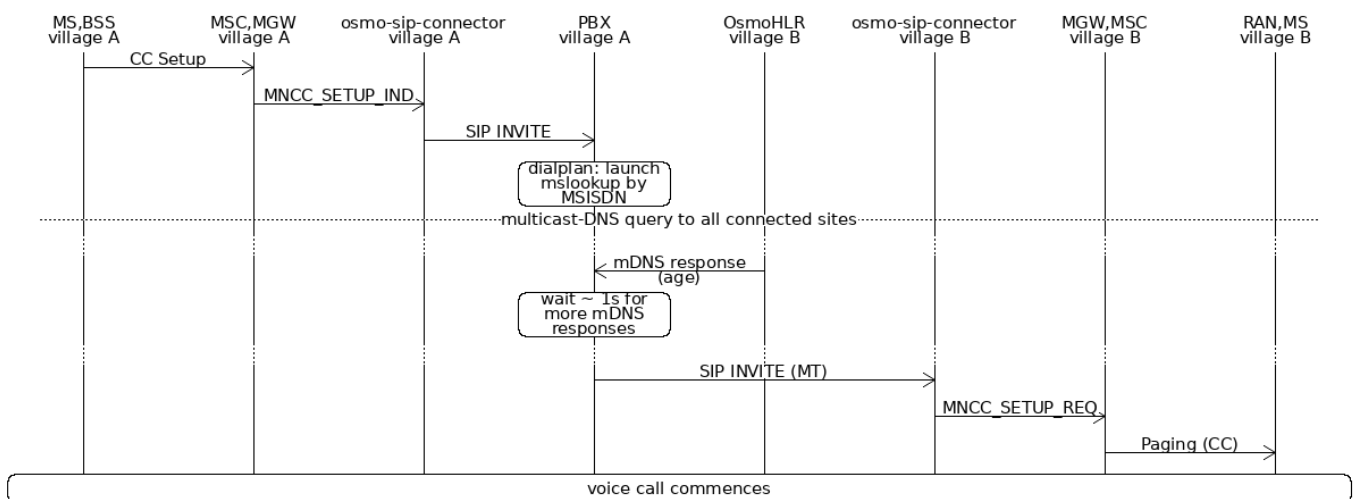 MS,BSS
village A
MSC,MGW
village A
osmo-sip-connector
village A
PBX
village A
OsmoHLR
village B
osmo-sip-connector
village B
MGW,MSC
village B
RAN,MS
village B
CC Setup
MNCC_SETUP_IND
SIP INVITE
dialplan: launch
mslookup by
MSISDN
multicast-DNS query to all connected sites
mDNS response
(age)
wait ~ 1s for
more mDNS
responses
SIP INVITE (MT)
MNCC_SETUP_REQ
Paging (CC)
voice call commences